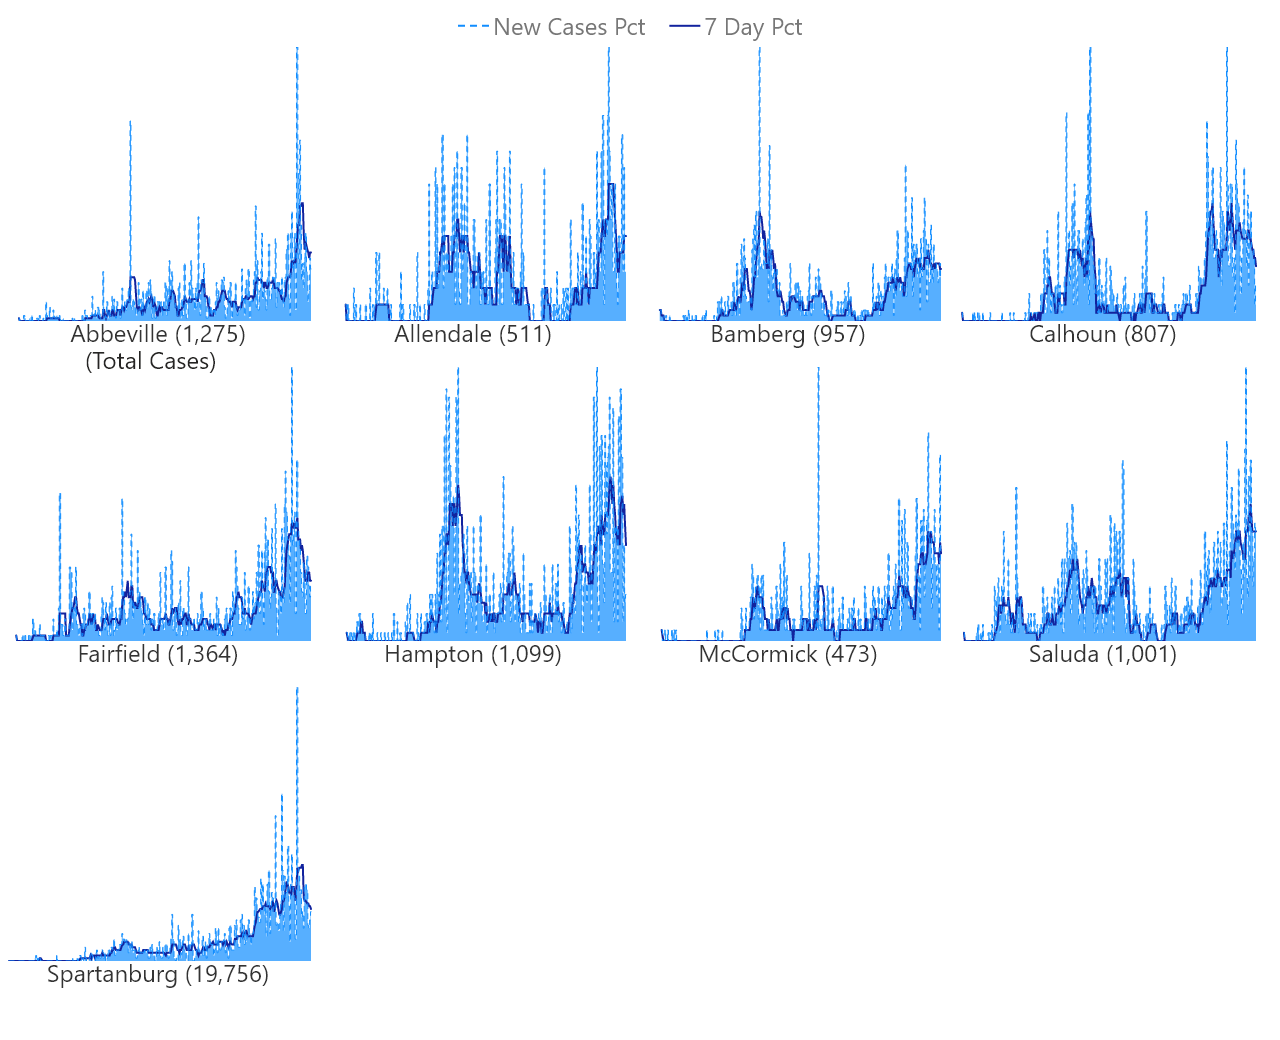 New Cases Pct 7 Day Pct
Abbeville (1,275) Allendale (511) Bamberg (957) Calhoun (807)
(Total Cases)
Fairfield (1,364) Hampton (1,099) McCormick (473) Saluda (1,001)
Spartanburg (19,756)